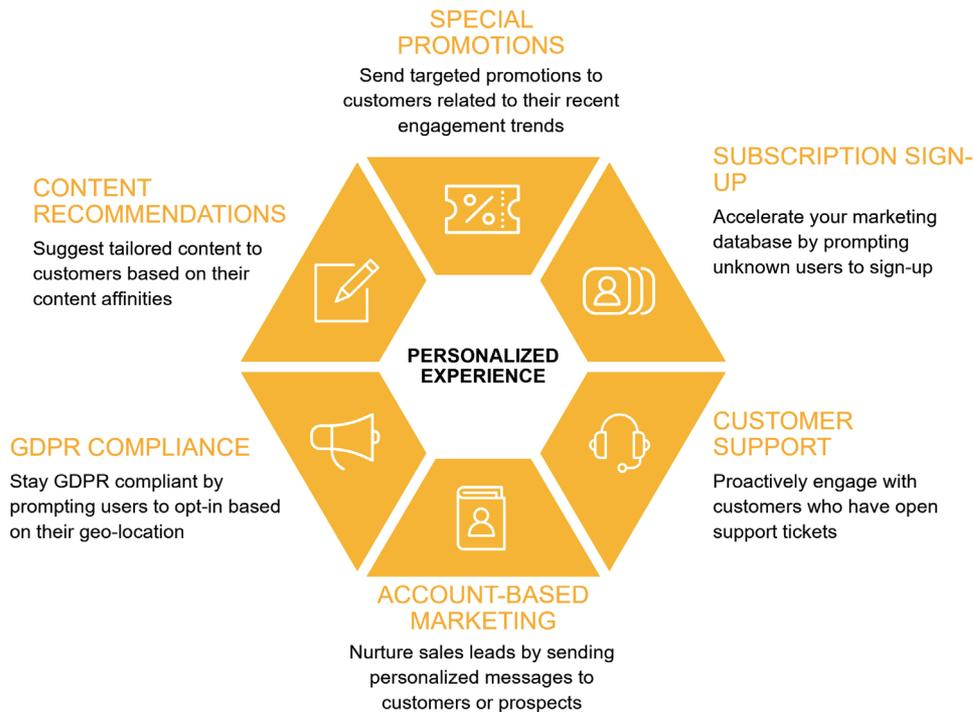 SPECIAL
PROMOTIONS
Send targeted promotions to
customers related to their recent
engagement trends
SUBSCRIPTION SIGN-
UP
Accelerate your marketing
database by prompting
unknown users to sign-up
CONTENT
RECOMMENDATIONS
Suggest tailored content to
customers based on their
content affinities
PERSONALIZED
EXPERIENCE
GDPR COMPLIANCE
Stay GDPR compliant by
prompting users to opt-in based
on their geo-location
CUSTOMER
SUPPORT
Proactively engage with
customers who have open
support tickets
ACCOUNT-BASED
MARKETING
Nurture sales leads by sending
personalized messages to
customers or prospects